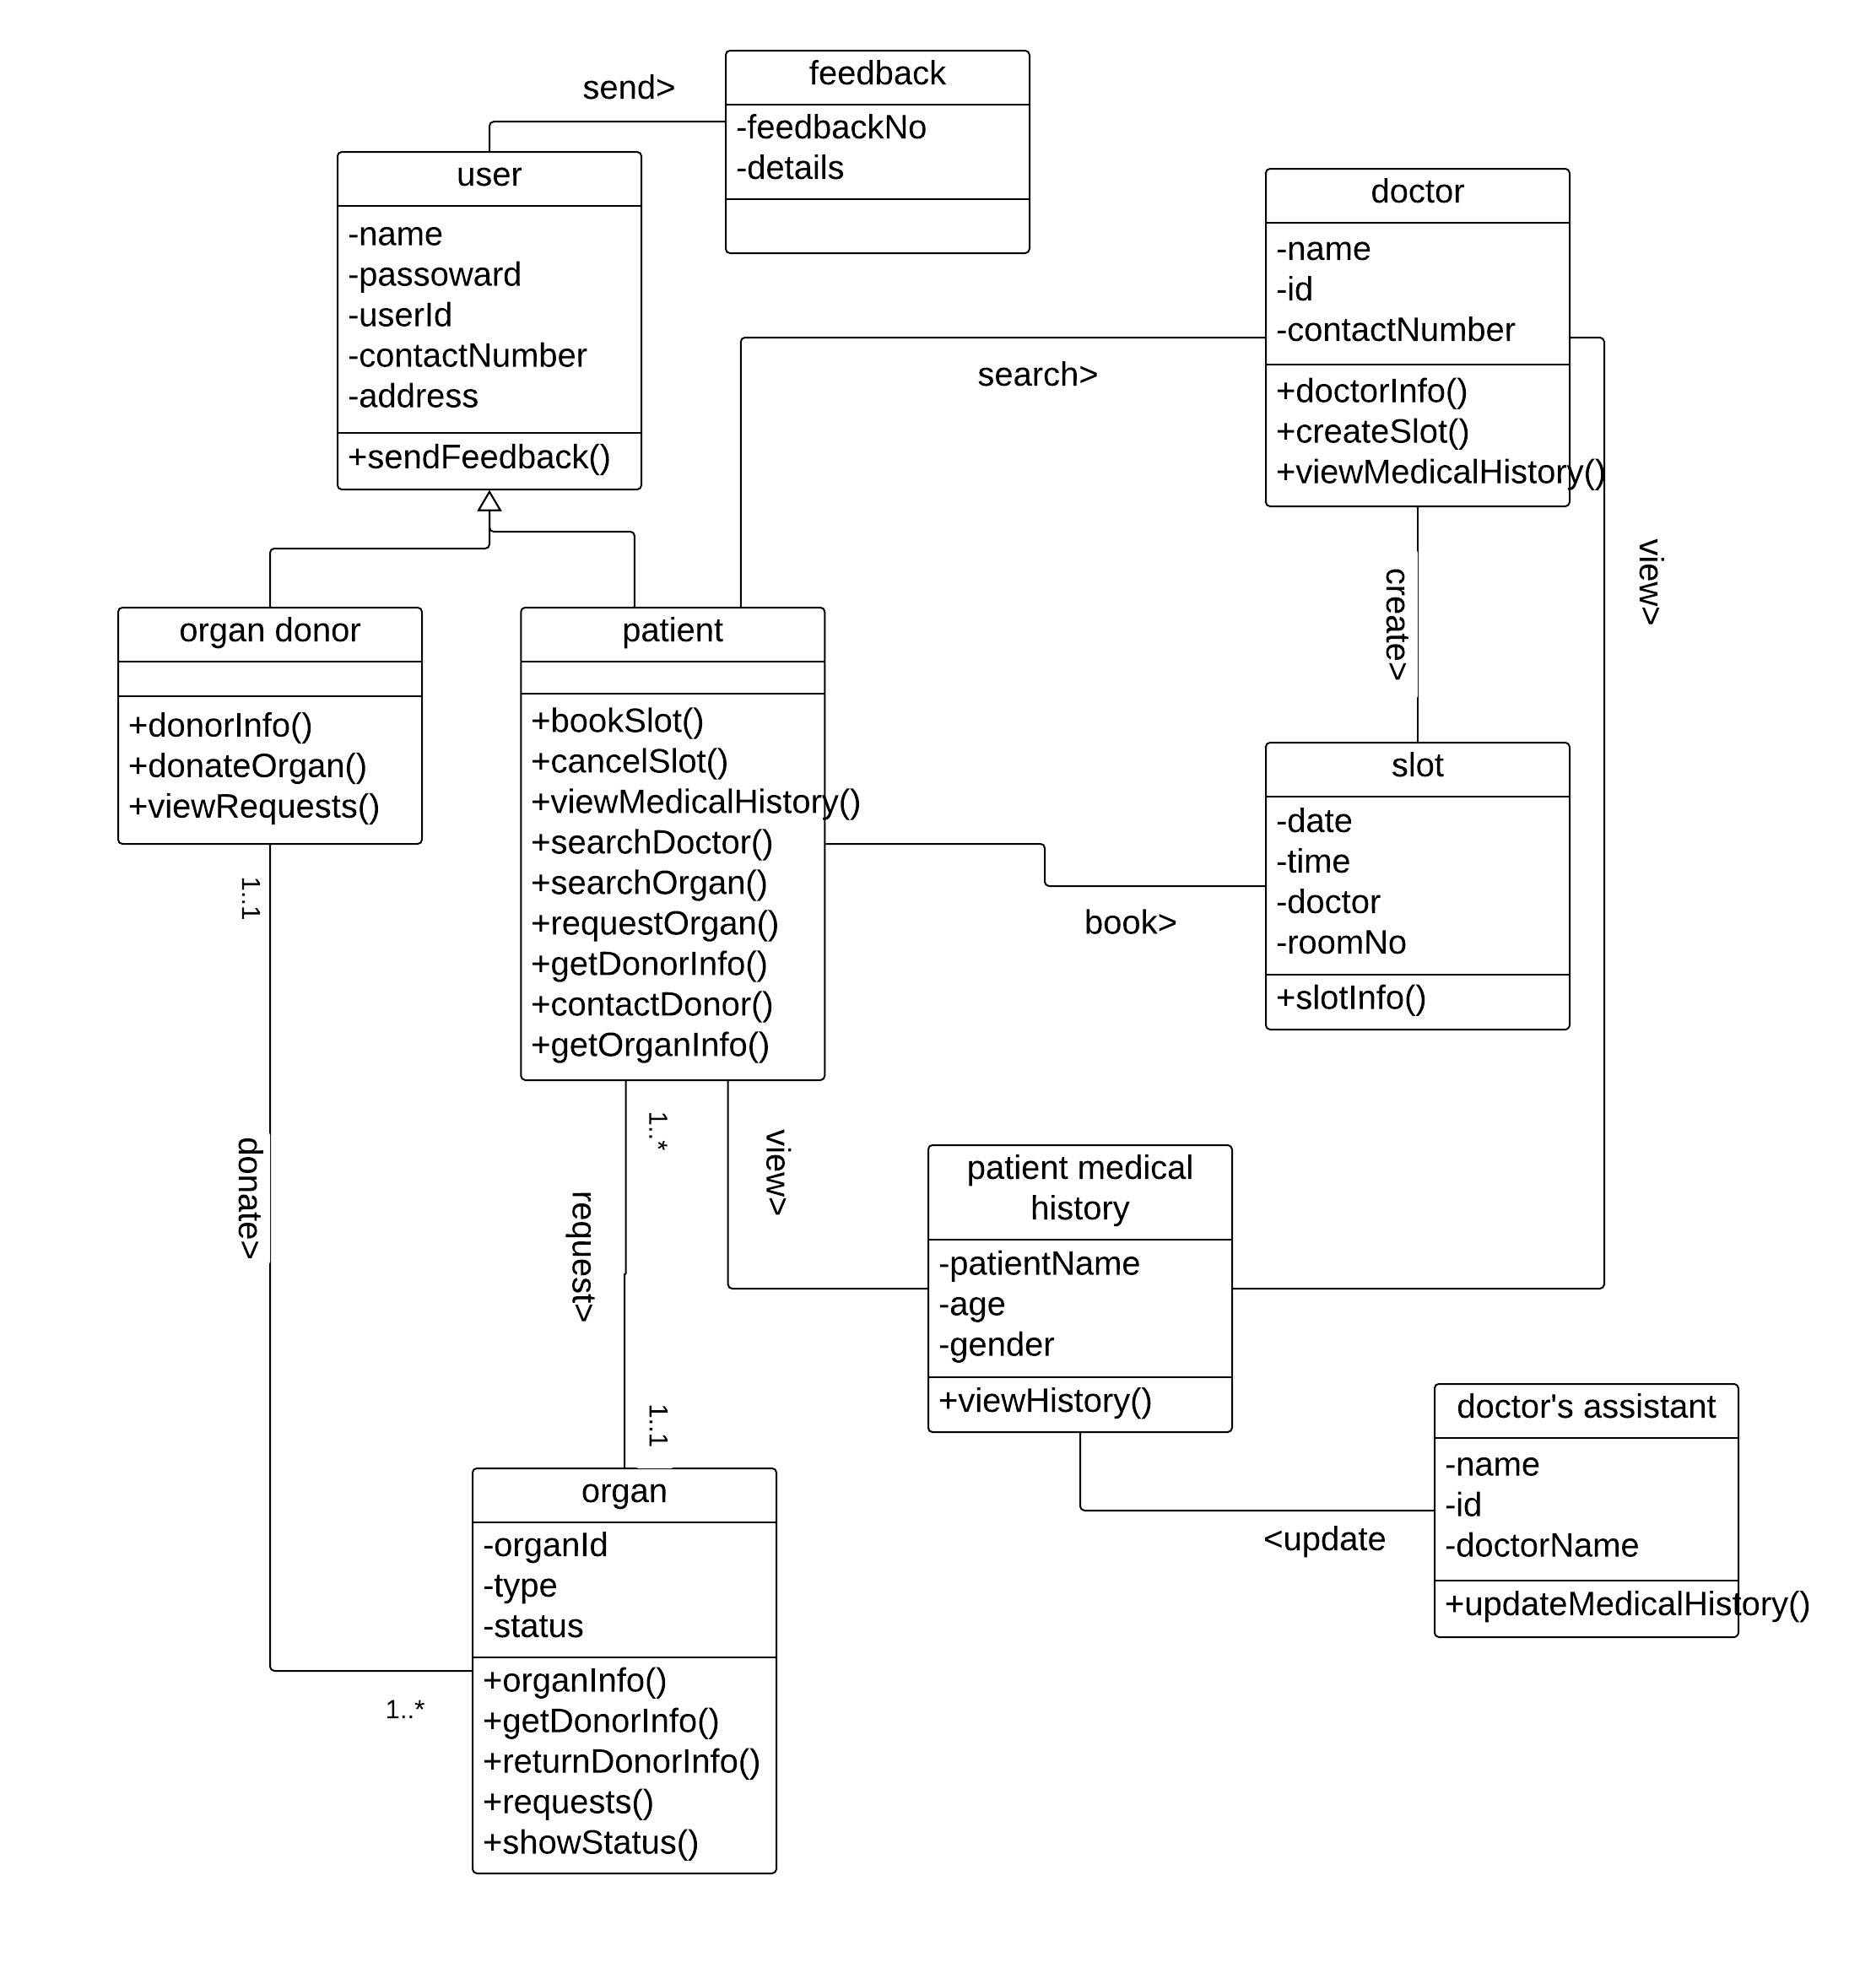 send>
feedback
-feedbackNo
-details
user
-name
-passoward
-userId
-contactNumber
-address
+sendFeedback()
doctor
-name
-id
-contactNumber
+doctorInfo()
+createSlot()
+viewMedicalHistory()
search>
view>
create>
organ donor
+donorInfo()
+donateOrgan()
+viewRequests()
patient
+bookSlot()
+cancelSlot()
+viewMedicalHistory()
+searchDoctor()
+searchOrgan()
+requestOrgan()
+getDonorInfo()
+contactDonor()
+getOrganInfo()
slot
-date
-time
-doctor
-roomNo
+slotInfo()
book>
1..1
donate>
1..*
request>
1..*
view>
1..1
patient medical
history
-patientName
-age
-gender
+viewHistory()
doctor's assistant
-name
-id
-doctorName
+updateMedicalHistory()
<update
organ
-organId
-type
-status
+organInfo()
+getDonorInfo()
+returnDonorInfo()
+requests()
+showStatus()